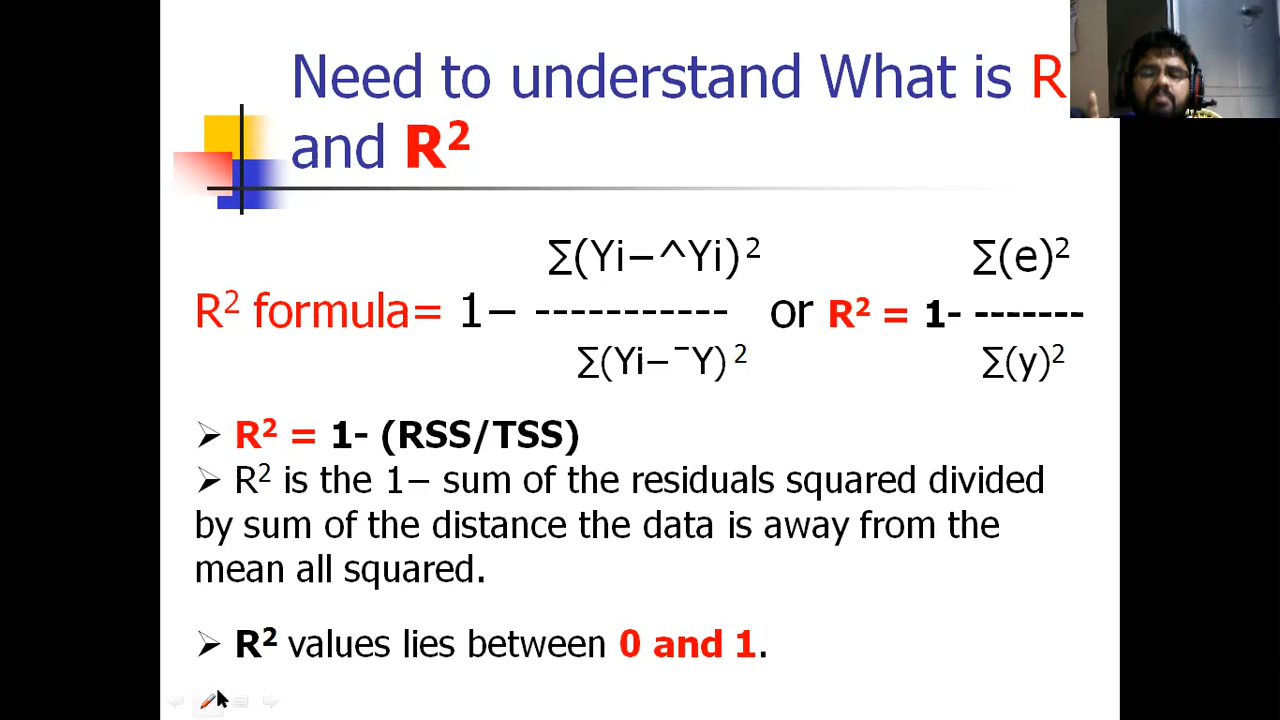 Need to understand What is R
and R²
∑(Yi−^Yi)² ∑(e)²
R² formula= 1− ----------- or R² = 1- -------
∑(Yi−¯Y)² ∑(y)²
➢ R² = 1- (RSS/TSS)
➢ R² is the 1− sum of the residuals squared divided
by sum of the distance the data is away from the
mean all squared.
➢ R² values lies between 0 and 1.